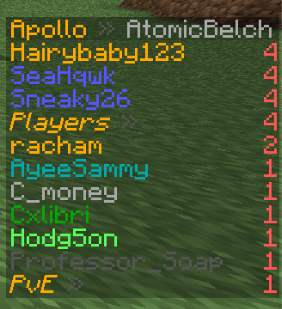 Apollo » AtomicBelch
Hairybaby123 4
SeaHqwk 4
Sneaky26 4
Players » 4
racham 2
AyeeSammy 1
C_money 1
Cxlibri 1
Hodg5on 1
Professor_Soap 1
PvE » 1